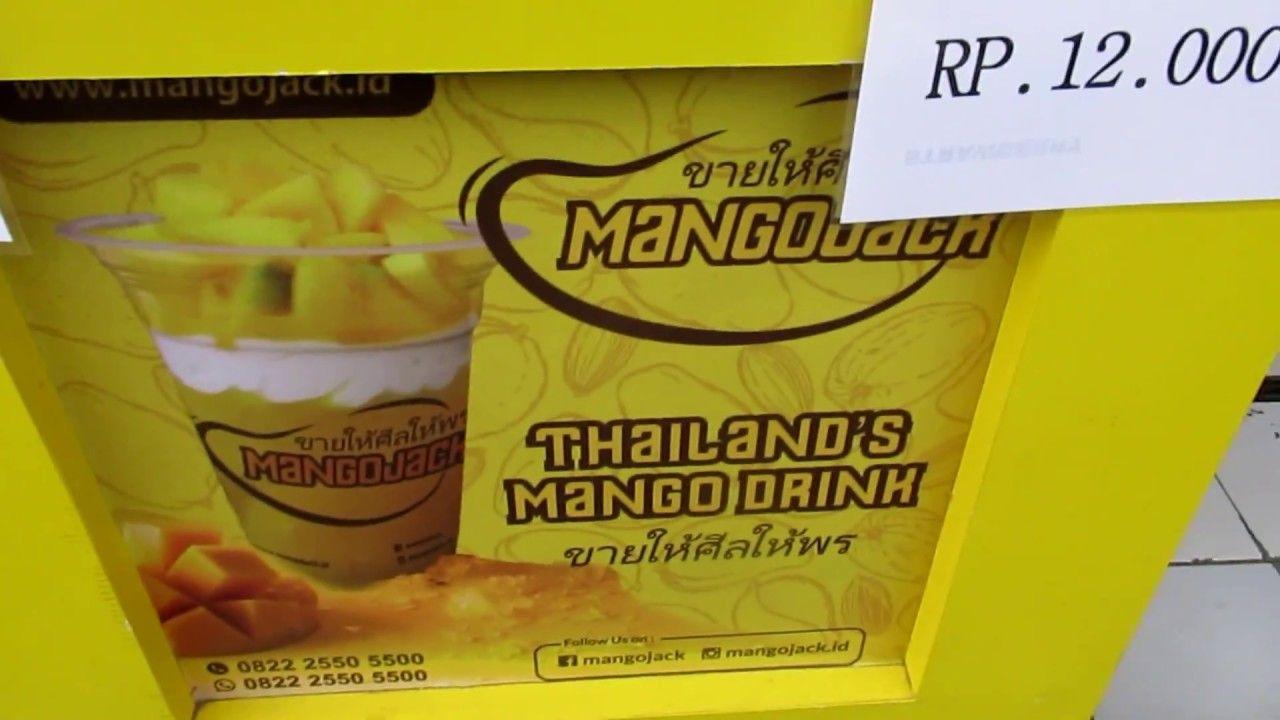 www.mangojack.id
RP.12.000
ขายให้ศี
MANGOJACK
ขายให้ศีลให้พร
MANGOJACK
THAILAND'S
MANGO DRINK
ขายให้ศีลให้พร
Follow Us on :
mangojack mangojack.id
0822 2550 5500
0822 2550 5500